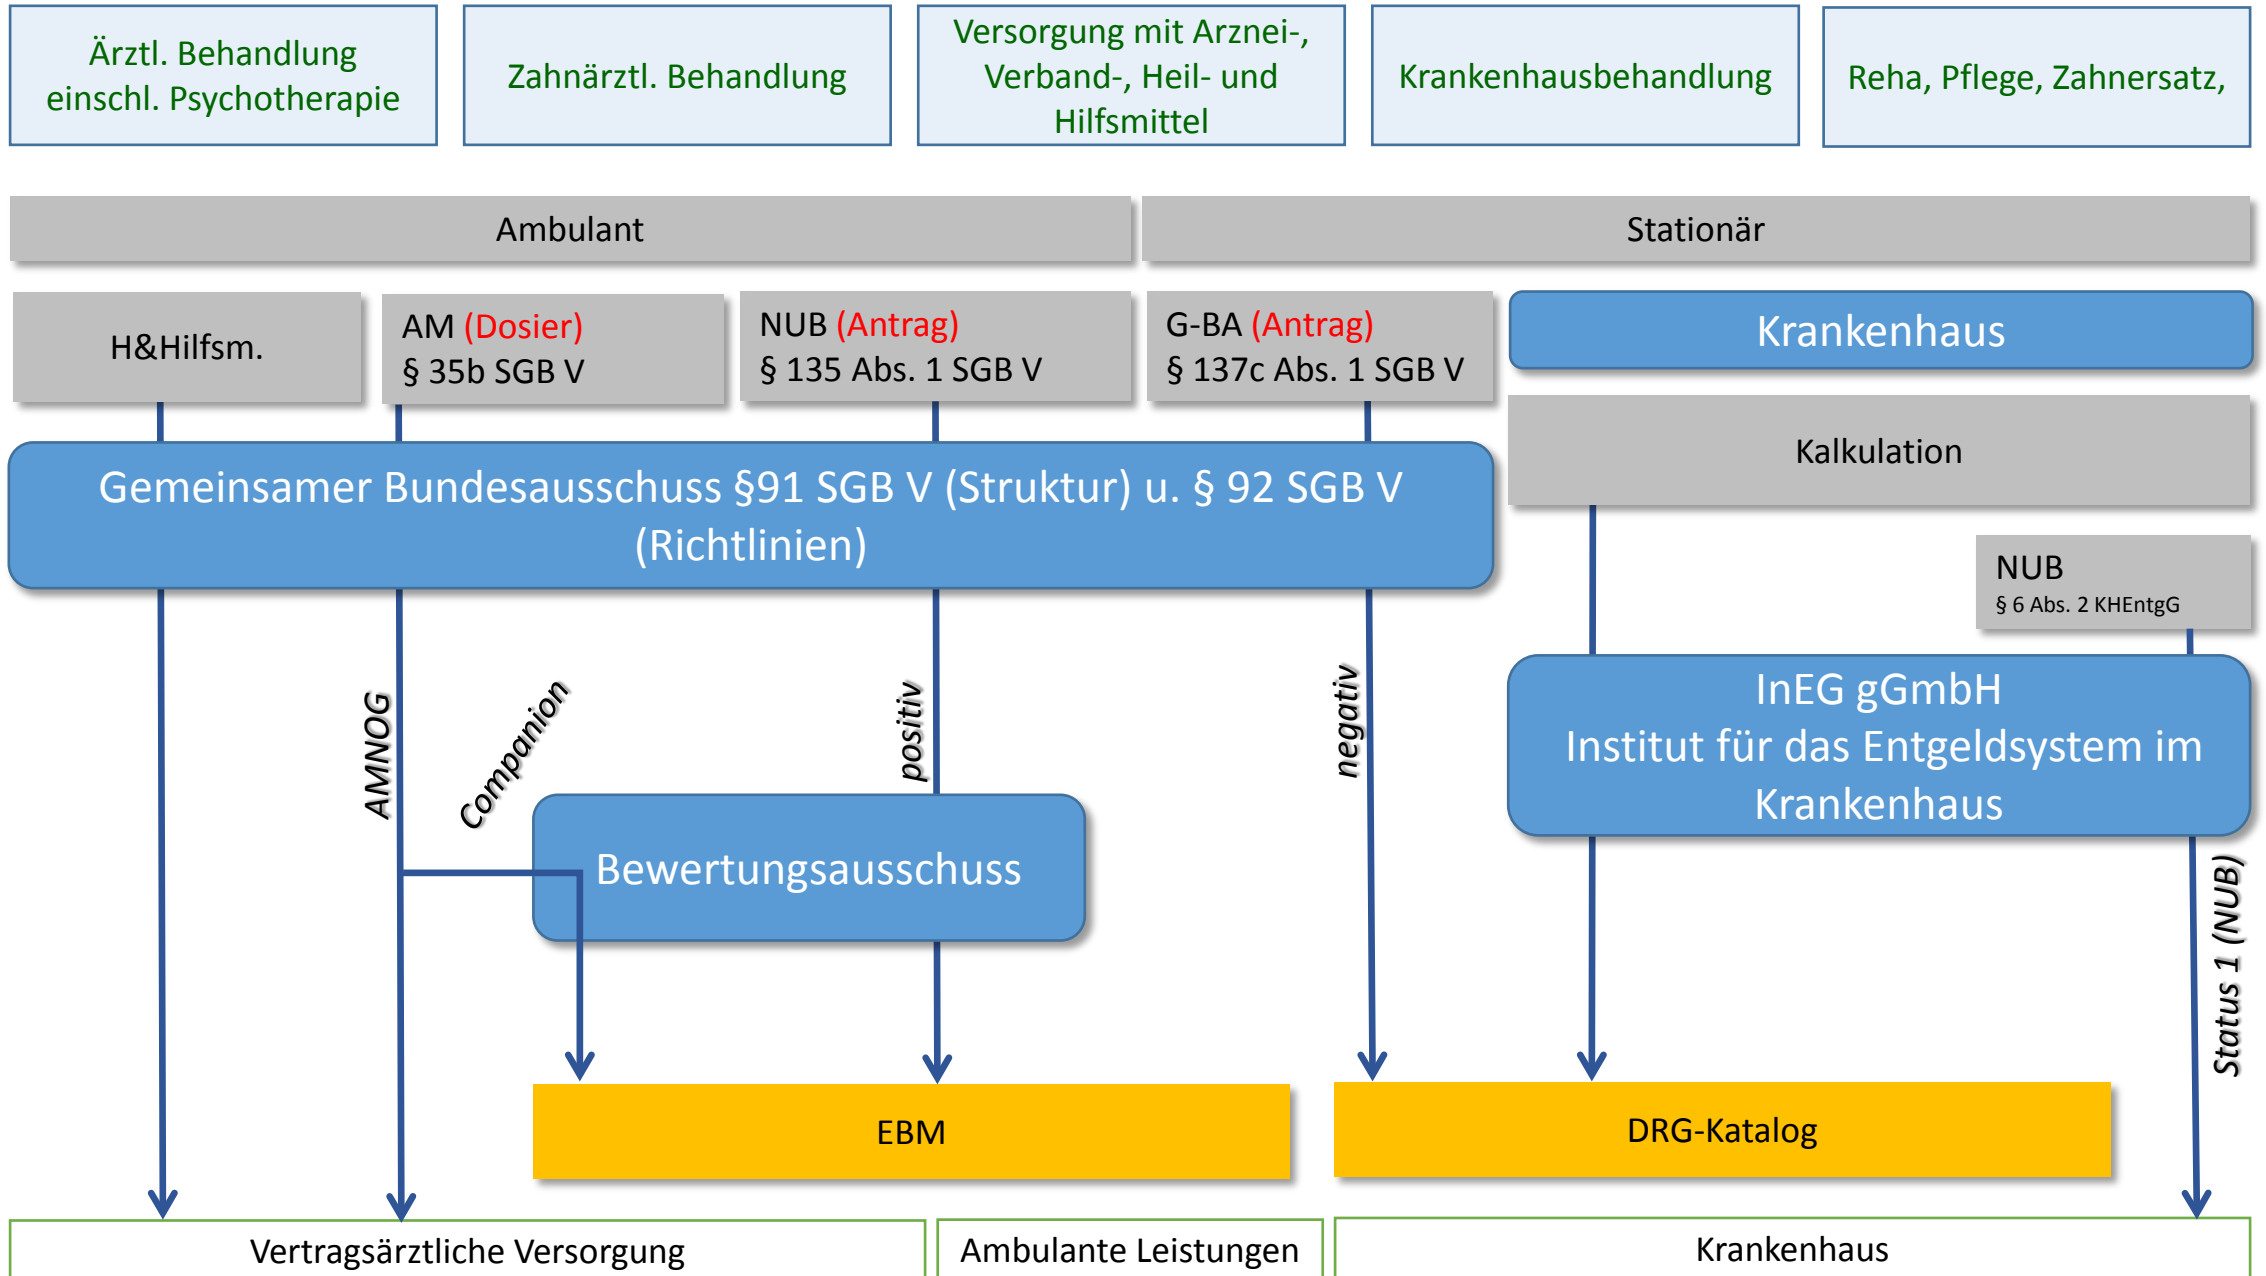 Ärztl. Behandlung
einschl. Psychotherapie
Zahnärztl. Behandlung
Versorgung mit Arznei-,
Verband-, Heil- und
Hilfsmittel
Krankenhausbehandlung
Reha, Pflege, Zahnersatz,
Ambulant
Stationär
H&Hilfsm.
AM (Dosier)
§ 35b SGB V
NUB (Antrag)
§ 135 Abs. 1 SGB V
G-BA (Antrag)
§ 137c Abs. 1 SGB V
Krankenhaus
Kalkulation
Gemeinsamer Bundesausschuss §91 SGB V (Struktur) u. § 92 SGB V
(Richtlinien)
NUB
§ 6 Abs. 2 KHEntgG
AMNOG
Companion
positiv
negativ
InEG gGmbH
Institut für das Entgeldsystem im
Krankenhaus
Bewertungsausschuss
Status 1 (NUB)
EBM
DRG-Katalog
Vertragsärztliche Versorgung
Ambulante Leistungen
Krankenhaus